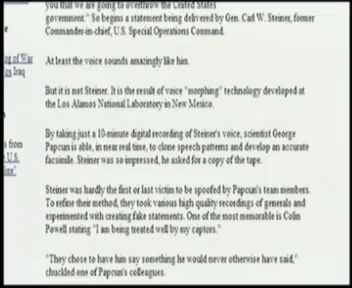 you that we are going to overthrow the United States
government." So begins a statement being delivered by Gen. Carl W. Steiner, former
Commander-in-chief, U.S. Special Operations Command.
of War
Iraq
At least the voice sounds amazingly like him.
But it is not Steiner. It is the result of voice "morphing" technology developed at
the Los Alamos National Laboratory in New Mexico.
By taking just a 10-minute digital recording of Steiner's voice, scientist George
s from
Papcun is able, in near real time, to clone speech patterns and develop an accurate
U.S.
facsimile. Steiner was so impressed, he asked for a copy of the tape.
Steiner was hardly the first or last victim to be spoofed by Papcun's team members.
To refine their method, they took various high quality recordings of generals and
experimented with creating fake statements. One of the most memorable is Colin
Powell stating "I am being treated well by my captors."
"They chose to have him say something he would never otherwise have said,"
chuckled one of Papcun's colleagues.